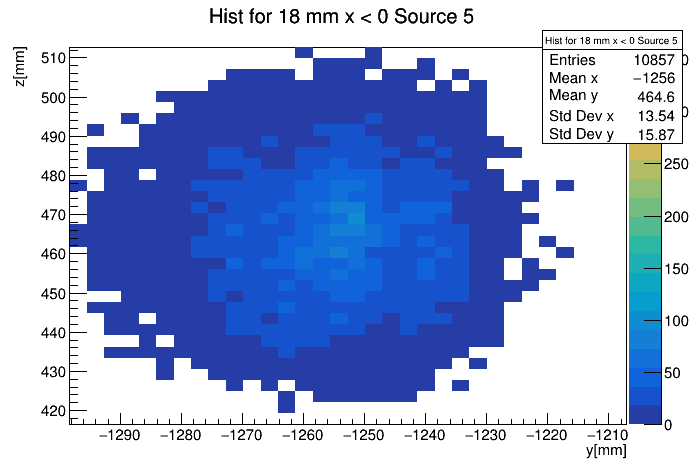 Hist for 18 mm x < 0 Source 5
z[mm]
Hist for 18 mm x < 0 Source 5
Entries 10857
Mean x −1256
Mean y 464.6
Std Dev x 13.54
Std Dev y 15.87
510
500
490
480
470
460
450
440
430
420
−1290 −1280 −1270 −1260 −1250 −1240 −1230 −1220 −1210
y[mm]
250
200
150
100
50
0